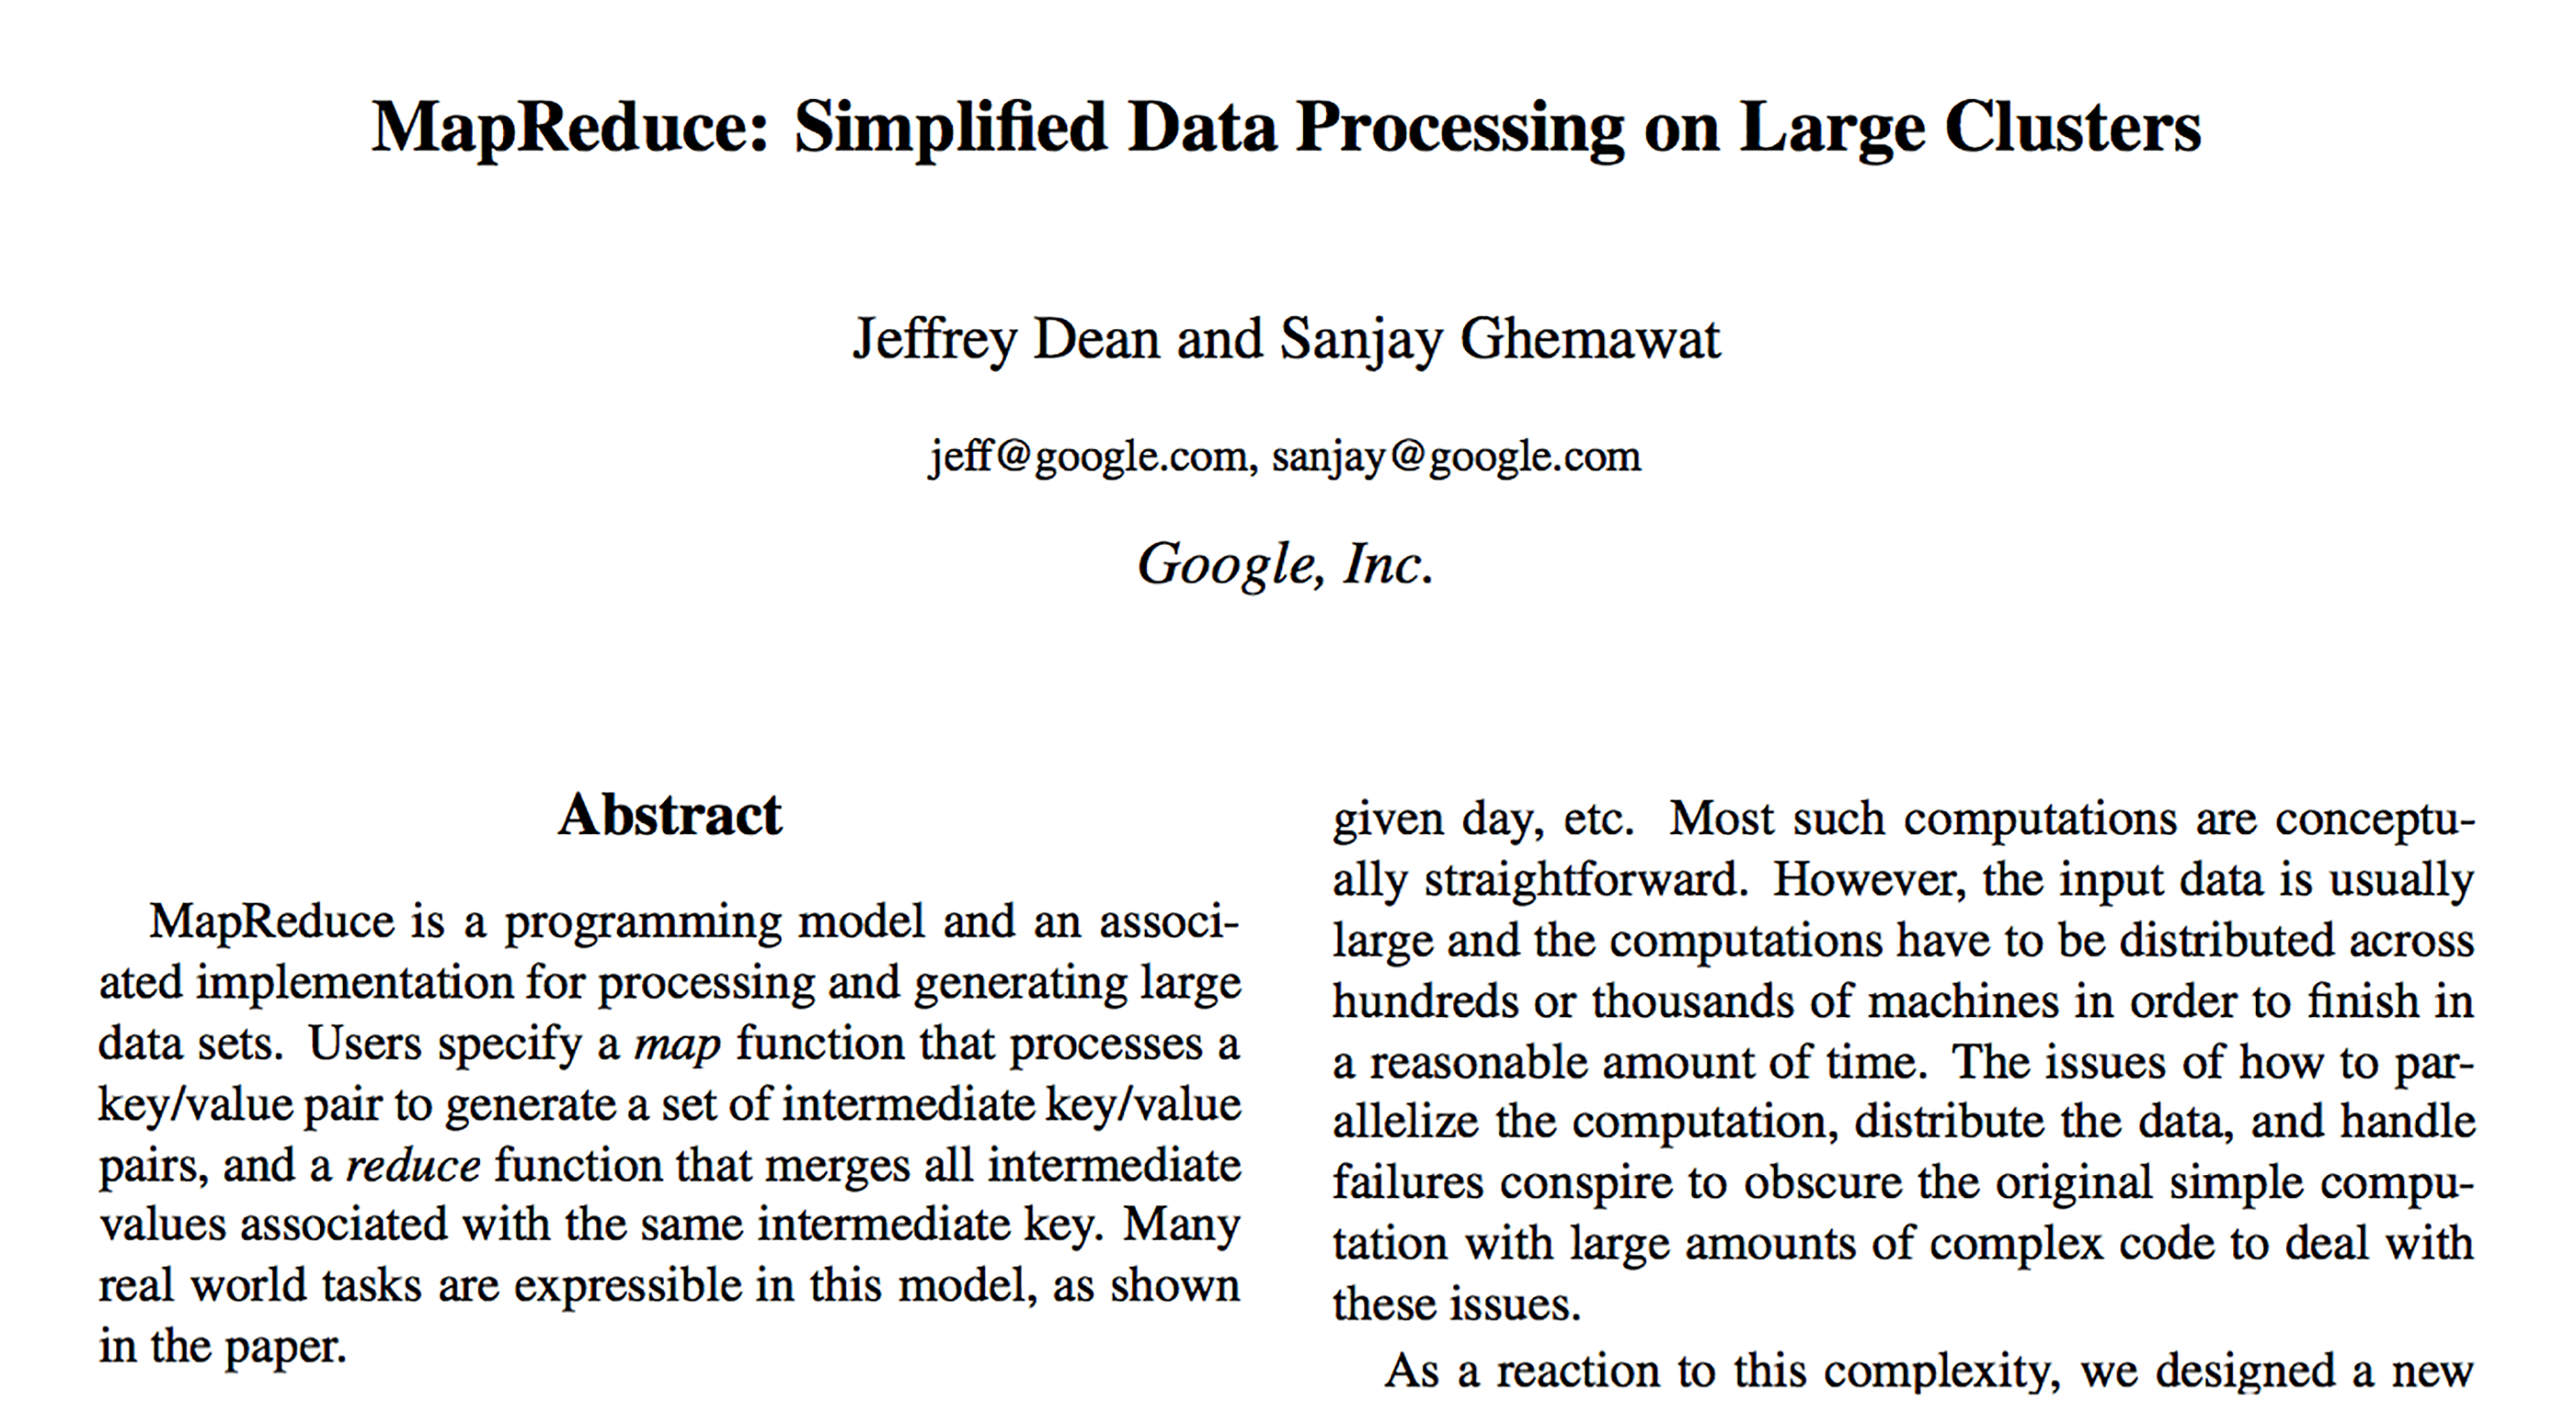 MapReduce: Simplified Data Processing on Large Clusters
Jeffrey Dean and Sanjay Ghemawat
jeff@google.com, sanjay@google.com
Google, Inc.
Abstract
MapReduce is a programming model and an associ-
ated implementation for processing and generating large
data sets. Users specify a map function that processes a
key/value pair to generate a set of intermediate key/value
pairs, and a reduce function that merges all intermediate
values associated with the same intermediate key. Many
real world tasks are expressible in this model, as shown
in the paper.
given day, etc. Most such computations are conceptu-
ally straightforward. However, the input data is usually
large and the computations have to be distributed across
hundreds or thousands of machines in order to finish in
a reasonable amount of time. The issues of how to par-
allelize the computation, distribute the data, and handle
failures conspire to obscure the original simple compu-
tation with large amounts of complex code to deal with
these issues.
As a reaction to this complexity, we designed a new